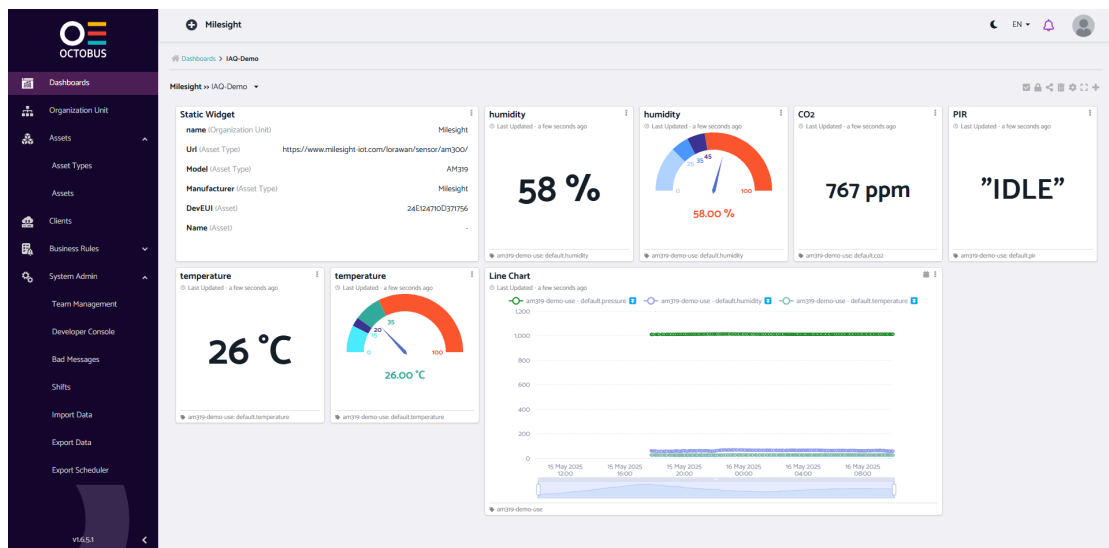 OCTOBUS
Milesight
EN
Dashboards > IAQ-Demo
Milesight >> IAQ-Demo
Dashboards
Organization Unit
Assets
Asset Types
Assets
Clients
Business Rules
System Admin
Team Management
Developer Console
Bad Messages
Shifts
Import Data
Export Data
Export Scheduler
v1.6.5.1
Static Widget
name (Organization Unit) Milesight
Url (Asset Type) https://www.milesight-iot.com/lorawan/sensor/am300/
Model (Asset Type) AM319
Manufacturer (Asset Type) Milesight
DevEUI (Asset) 24E124710D371756
Name (Asset) -
humidity
Last Updated - a few seconds ago
58 %
am319-demo-use: default.humidity
humidity
Last Updated - a few seconds ago
0 25 35 45 100
58.00 %
am319-demo-use: default.humidity
CO2
Last Updated - a few seconds ago
767 ppm
am319-demo-use: default.co2
PIR
Last Updated - a few seconds ago
"IDLE"
am319-demo-use: default.pir
temperature
Last Updated - a few seconds ago
26 °C
am319-demo-use: default.temperature
temperature
Last Updated - a few seconds ago
0 15 20 35 100
26.00 °C
am319-demo-use: default.temperature
Line Chart
Last Updated - a few seconds ago
am319-demo-use - default.pressure am319-demo-use - default.humidity am319-demo-use - default.temperature
1200
1000
800
600
400
200
0
15 May 2025 15 May 2025 15 May 2025 16 May 2025 16 May 2025 16 May 2025
12:00 16:00 20:00 00:00 04:00 08:00
am319-demo-use